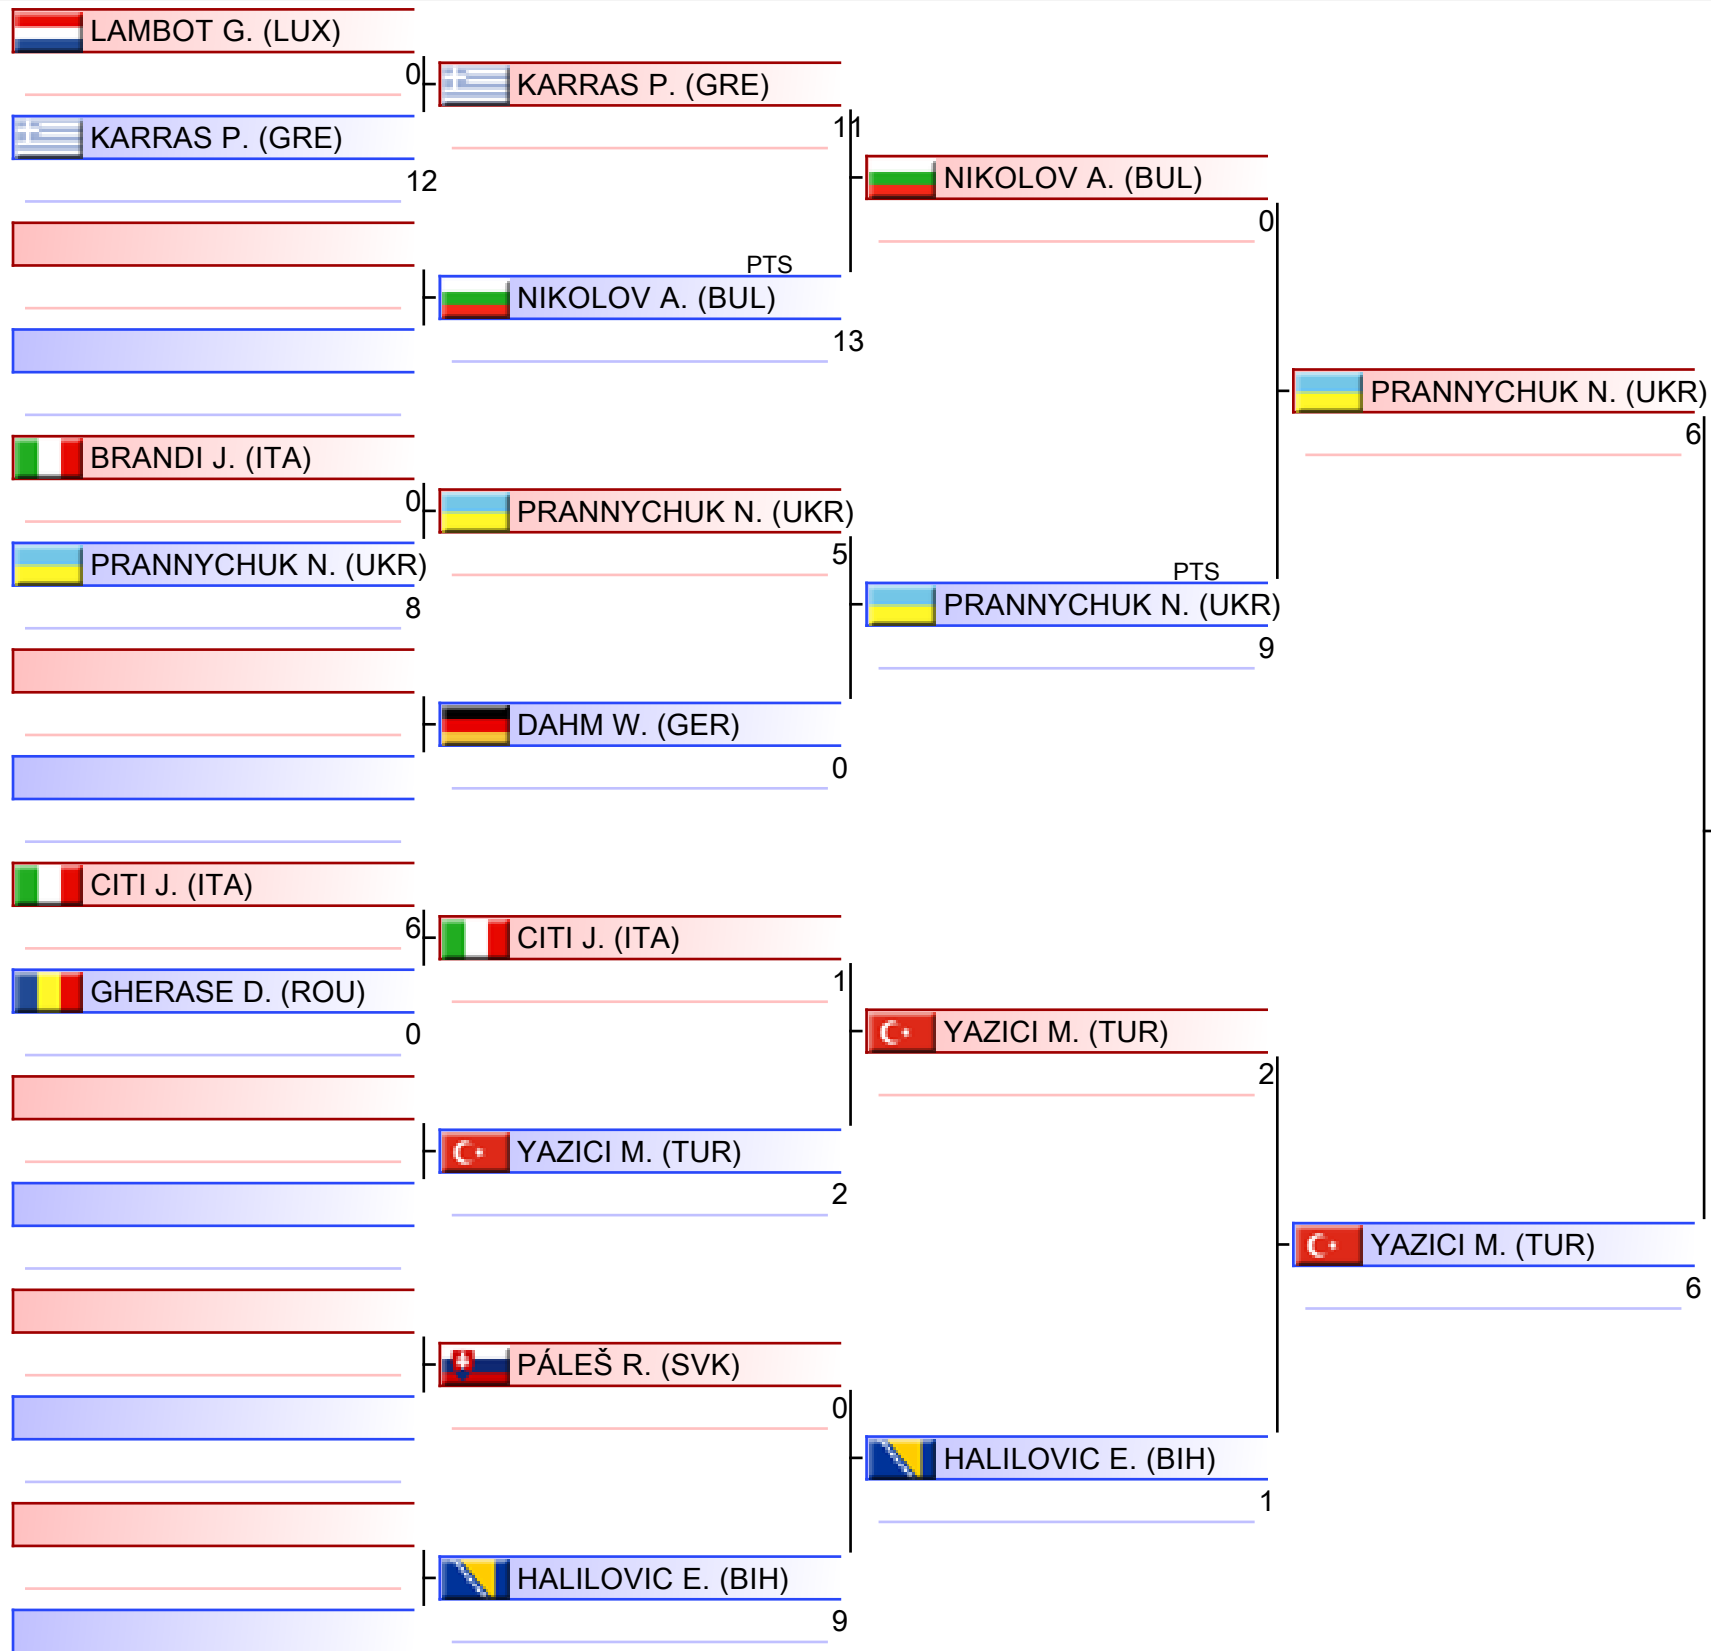 LAMBOT G. (LUX)
0
KARRAS P. (GRE)
12
BRANDI J. (ITA)
0
PRANNYCHUK N. (UKR)
8
CITI J. (ITA)
6
GHERASE D. (ROU)
0
KARRAS P. (GRE)
11
PTS
NIKOLOV A. (BUL)
13
PRANNYCHUK N. (UKR)
5
DAHM W. (GER)
0
CITI J. (ITA)
1
YAZICI M. (TUR)
2
PÁLEŠ R. (SVK)
0
HALILOVIC E. (BIH)
9
NIKOLOV A. (BUL)
0
PTS
PRANNYCHUK N. (UKR)
9
YAZICI M. (TUR)
2
HALILOVIC E. (BIH)
1
PRANNYCHUK N. (UKR)
6
YAZICI M. (TUR)
6